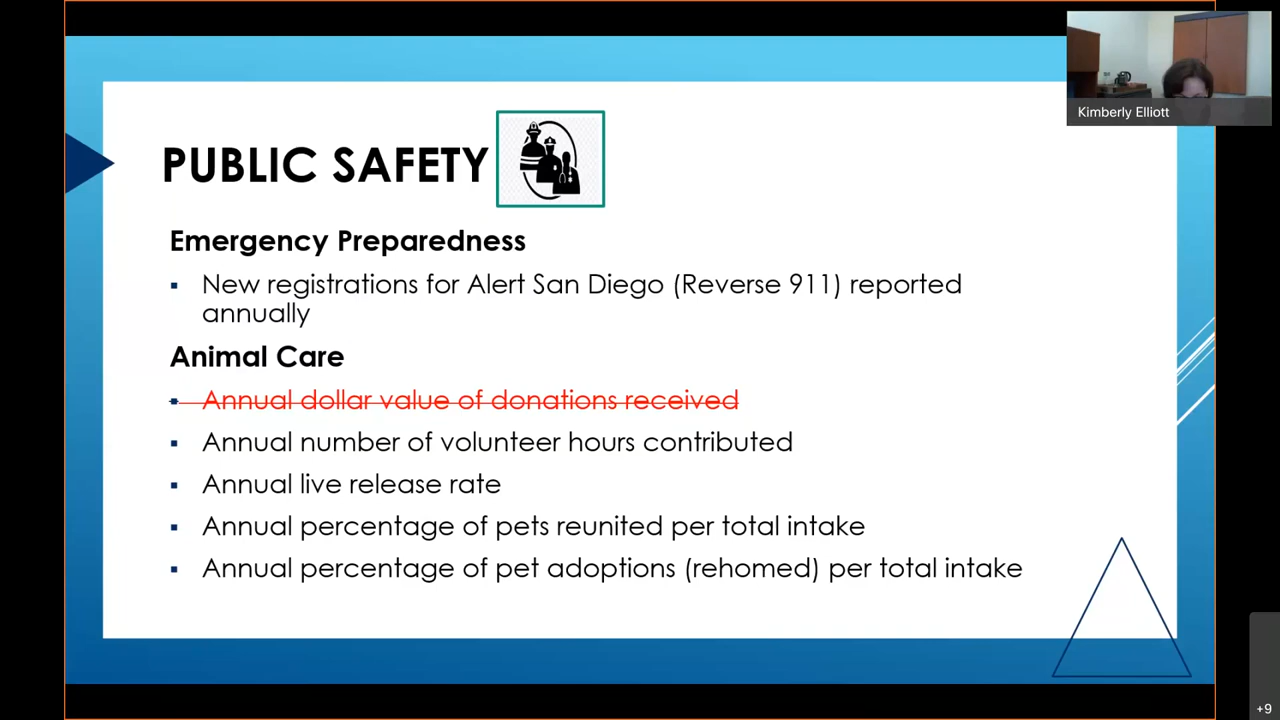 Kimberly Elliott
PUBLIC SAFETY
Emergency Preparedness
▪ New registrations for Alert San Diego (Reverse 911) reported
annually
Animal Care
▪ Annual dollar value of donations received
▪ Annual number of volunteer hours contributed
▪ Annual live release rate
▪ Annual percentage of pets reunited per total intake
▪ Annual percentage of pet adoptions (rehomed) per total intake
+9